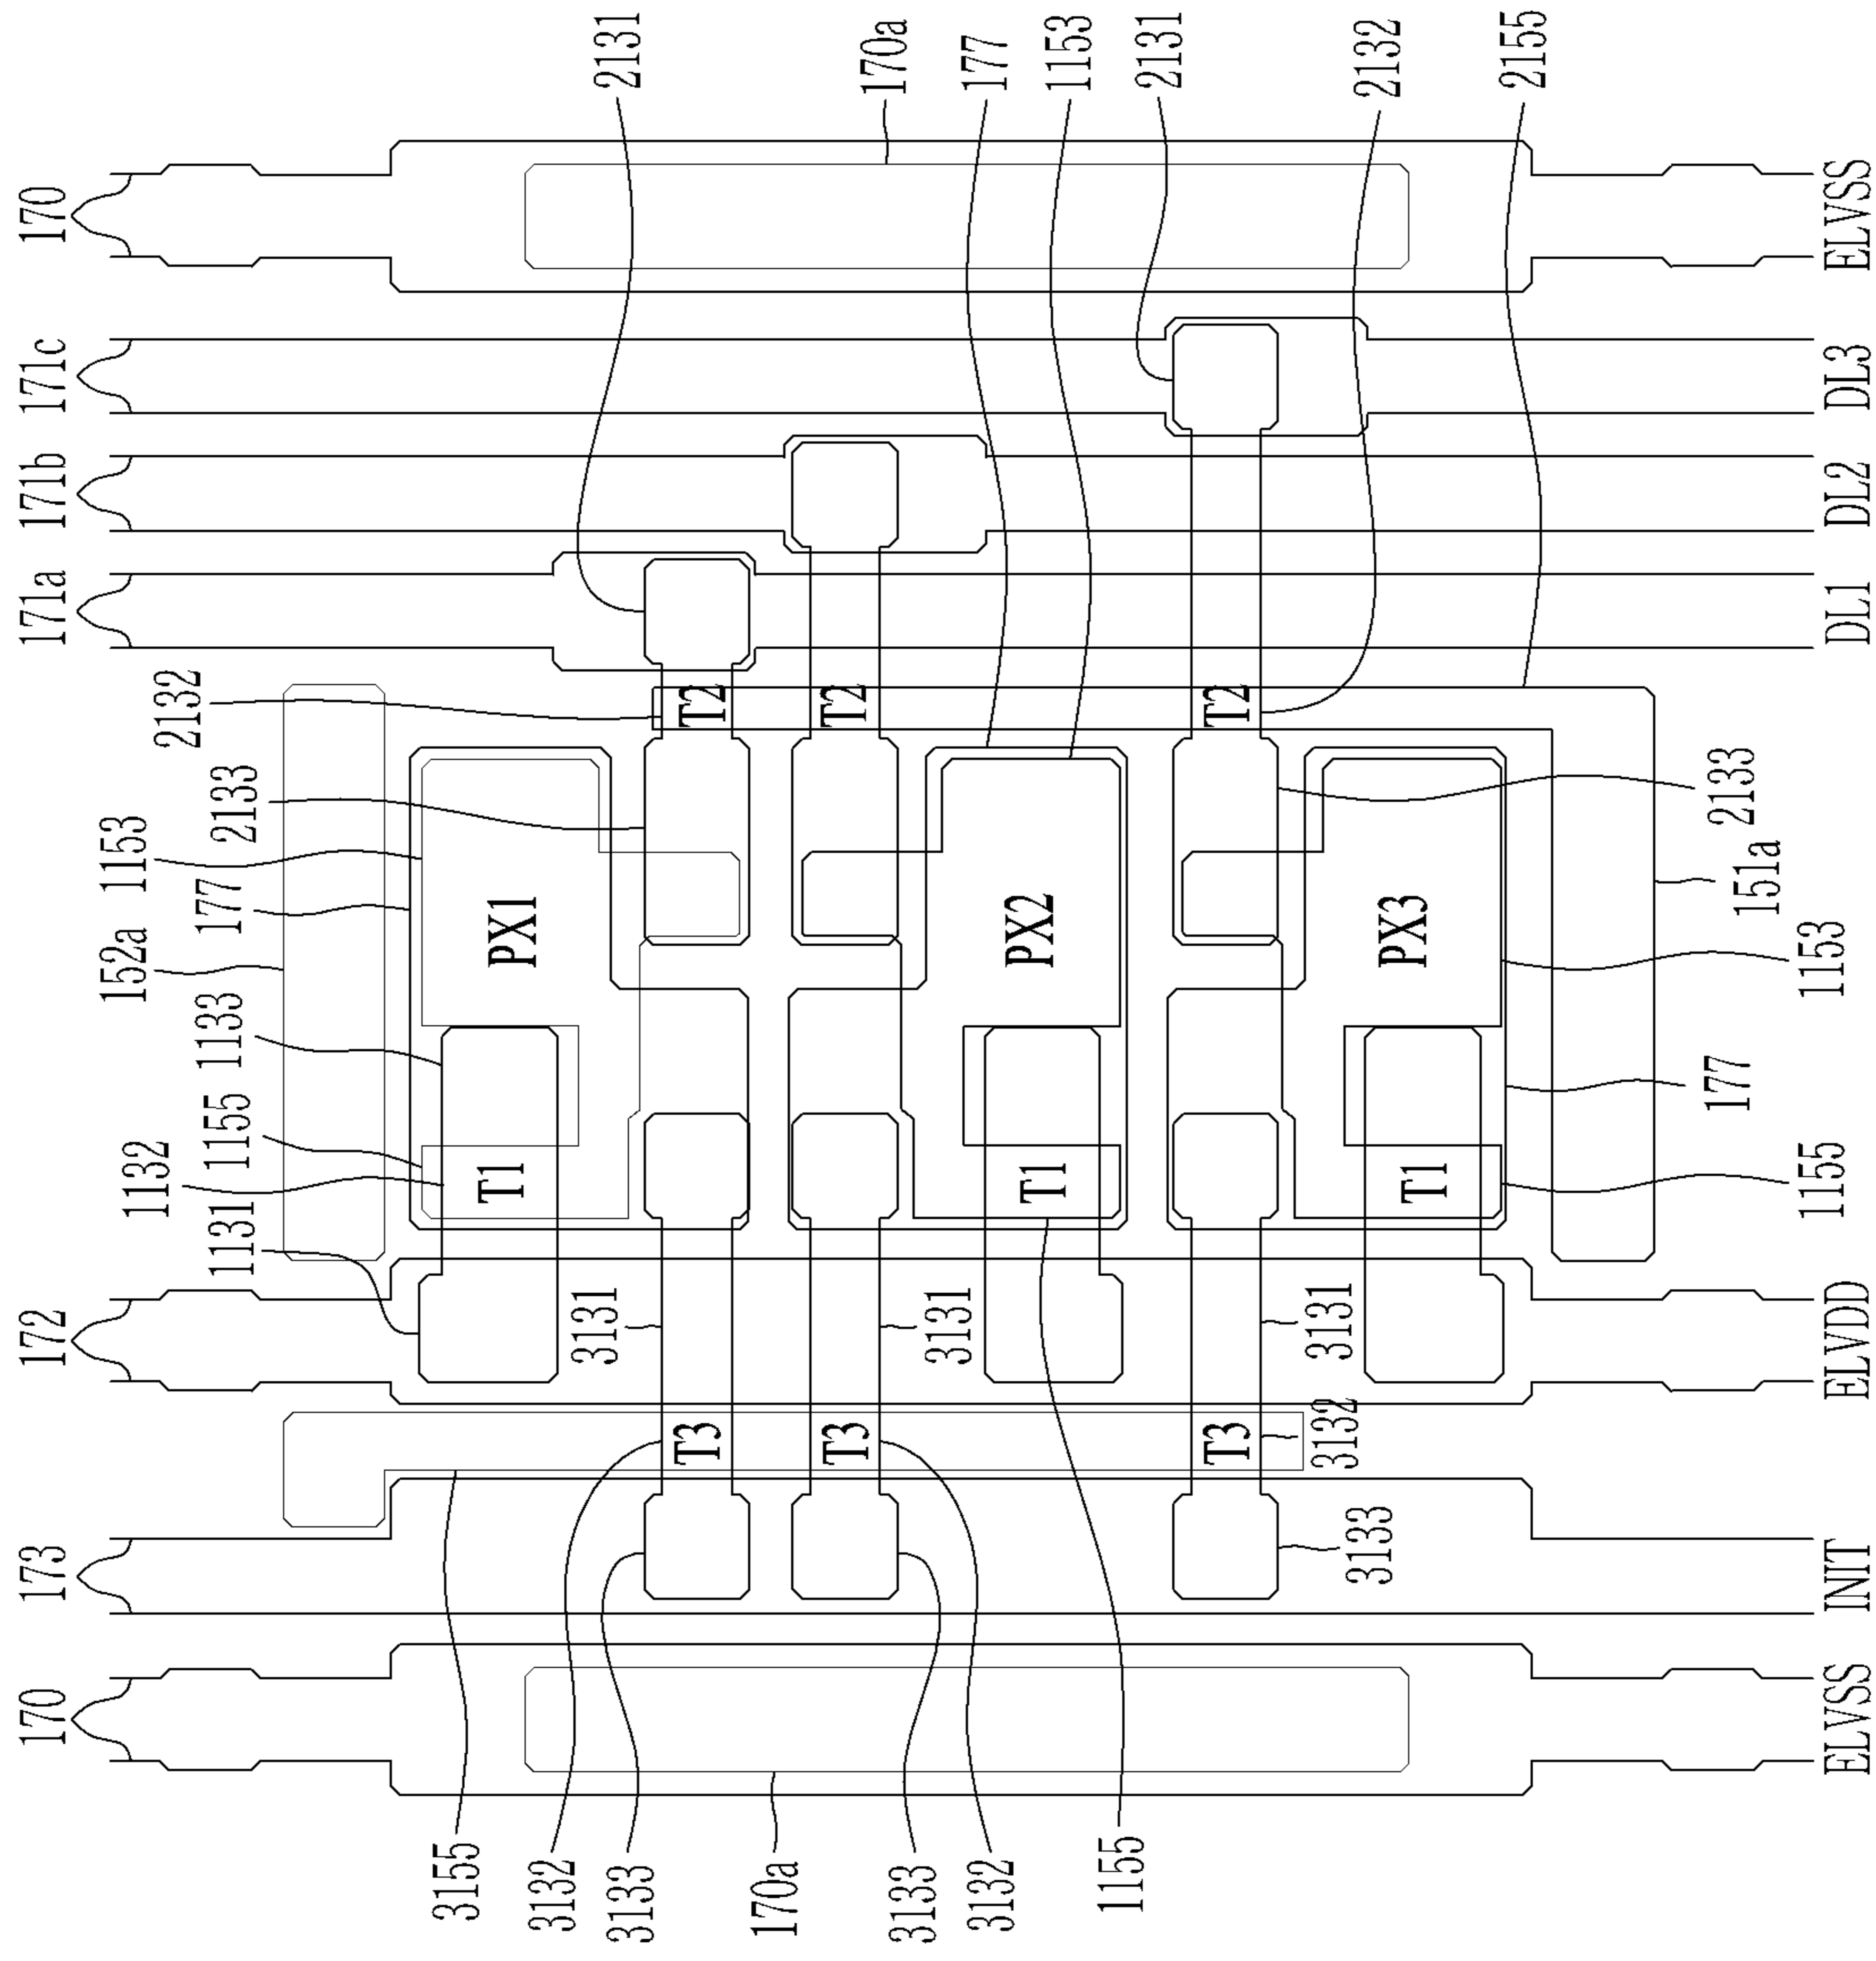 170 173 172 171a 171b 171c 170
1132 152a 1153 2132
1131 1155 1133 177 2133
3155
T1 PX1
3132 3131
3133 2131
T3 T2
170a
T3 T2 170a
3133 3131
3132 177
T1 PX2 1153
1155 2131
T3 T2
3132 3131
3133 2132
T1 PX3
2155
177 2133
151a
1155 1153
ELVSS INIT ELVDD DL1 DL2 DL3 ELVSS